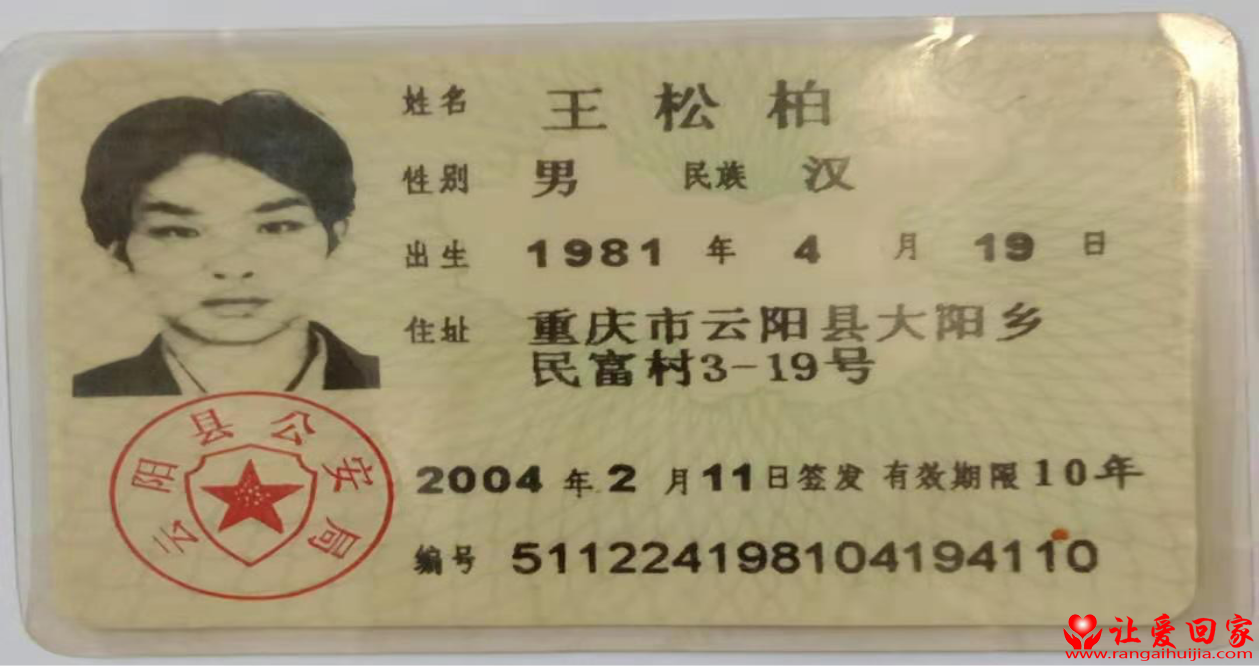 姓名 王松柏
性别 男 民族 汉
出生 1981 年 4 月 19 日
住址 重庆市云阳县大阳乡
民富村3-19号
云阳县公安局
2004 年 2 月 11 日签发 有效期限 10 年
编号 511224198104194110
让爱回家
www.rangaihuijia.com